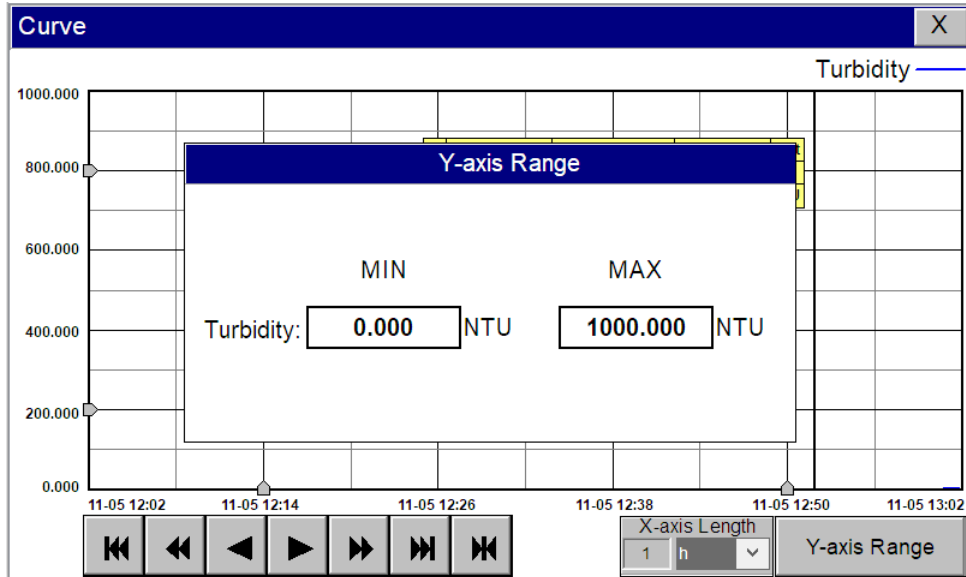 Curve X
Turbidity
1000.000
800.000
600.000
400.000
200.000
0.000
Y-axis Range
MIN MAX
Turbidity: 0.000 NTU 1000.000 NTU
11-05 12:02 11-05 12:14 11-05 12:26 11-05 12:38 11-05 12:50 11-05 13:02
X-axis Length
1 h
Y-axis Range